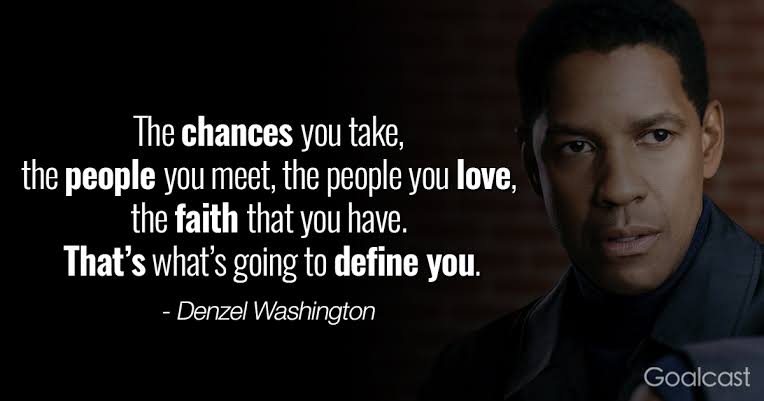 The chances you take,
the people you meet, the people you love,
the faith that you have.
That's what's going to define you.
- Denzel Washington
Goalcast